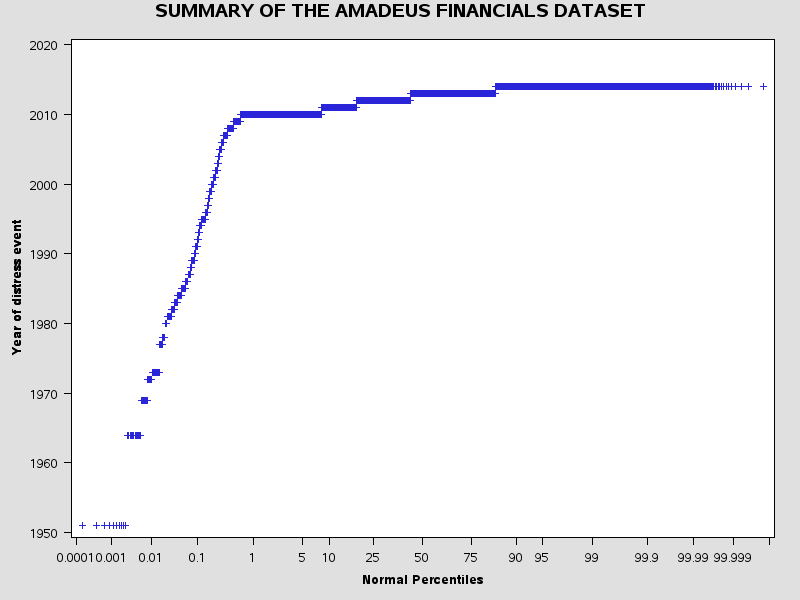 SUMMARY OF THE AMADEUS FINANCIALS DATASET
2020
2010
2000
1990
1980
1970
1960
1950
Year of distress event
0.0001 0.001 0.01 0.1 1 5 10 25 50 75 90 95 99 99.9 99.99 99.999
Normal Percentiles